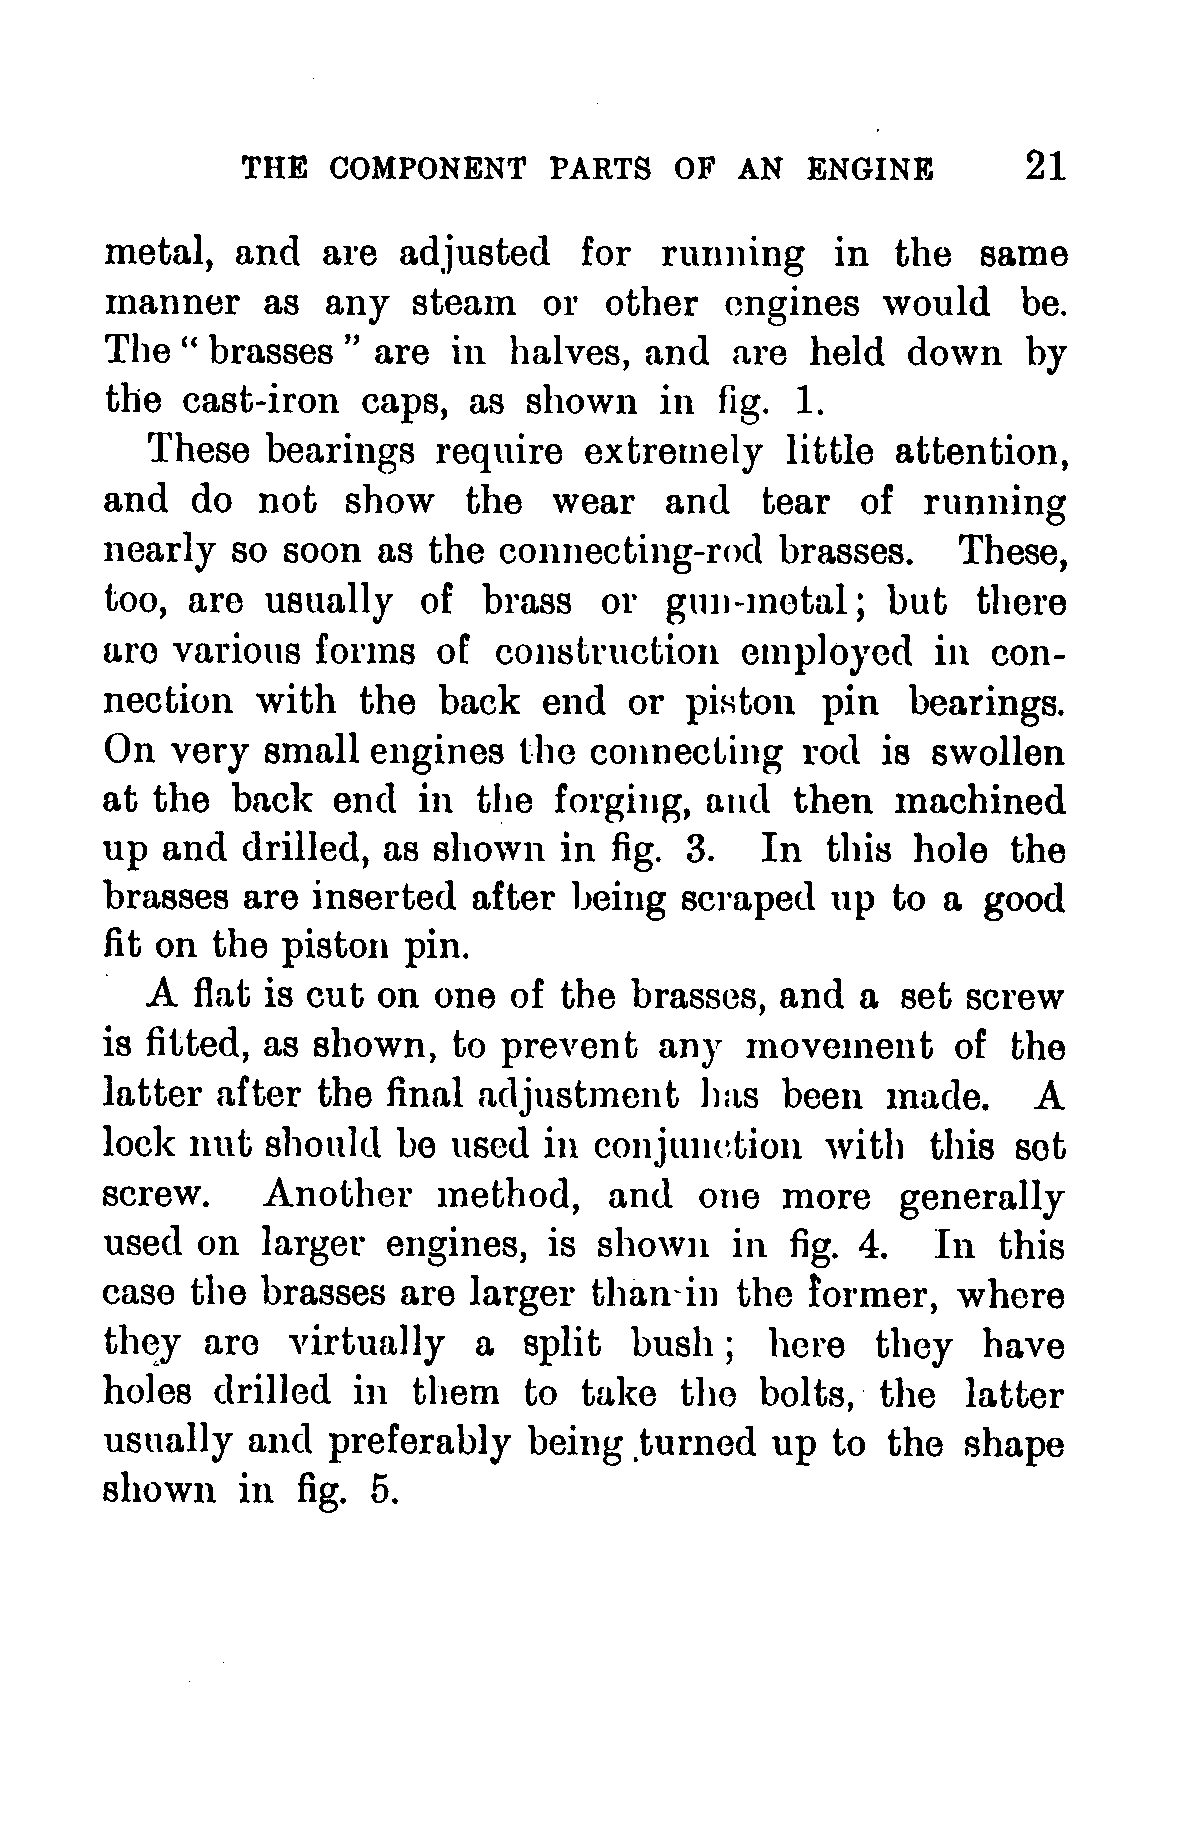 THE COMPONENT PARTS OF AN ENGINE 21
metal, and are adjusted for running in the same
manner as any steam or other engines would be.
The “ brasses ” are in halves, and are held down by
the cast-iron caps, as shown in fig. 1.
These bearings require extremely little attention,
and do not show the wear and tear of running
nearly so soon as the connecting-rod brasses. These,
too, are usually of brass or gun-metal; but there
are various forms of construction employed in con-
nection with the back end or piston pin bearings.
On very small engines the connecting rod is swollen
at the back end in the forging, and then machined
up and drilled, as shown in fig. 3. In this hole the
brasses are inserted after being scraped up to a good
fit on the piston pin.
A flat is cut on one of the brasses, and a set screw
is fitted, as shown, to prevent any movement of the
latter after the final adjustment has been made. A
lock nut should be used in conjunction with this set
screw. Another method, and one more generally
used on larger engines, is shown in fig. 4. In this
case the brasses are larger than in the former, where
they are virtually a split bush ; here they have
holes drilled in them to take the bolts, the latter
usually and preferably being turned up to the shape
shown in fig. 5.